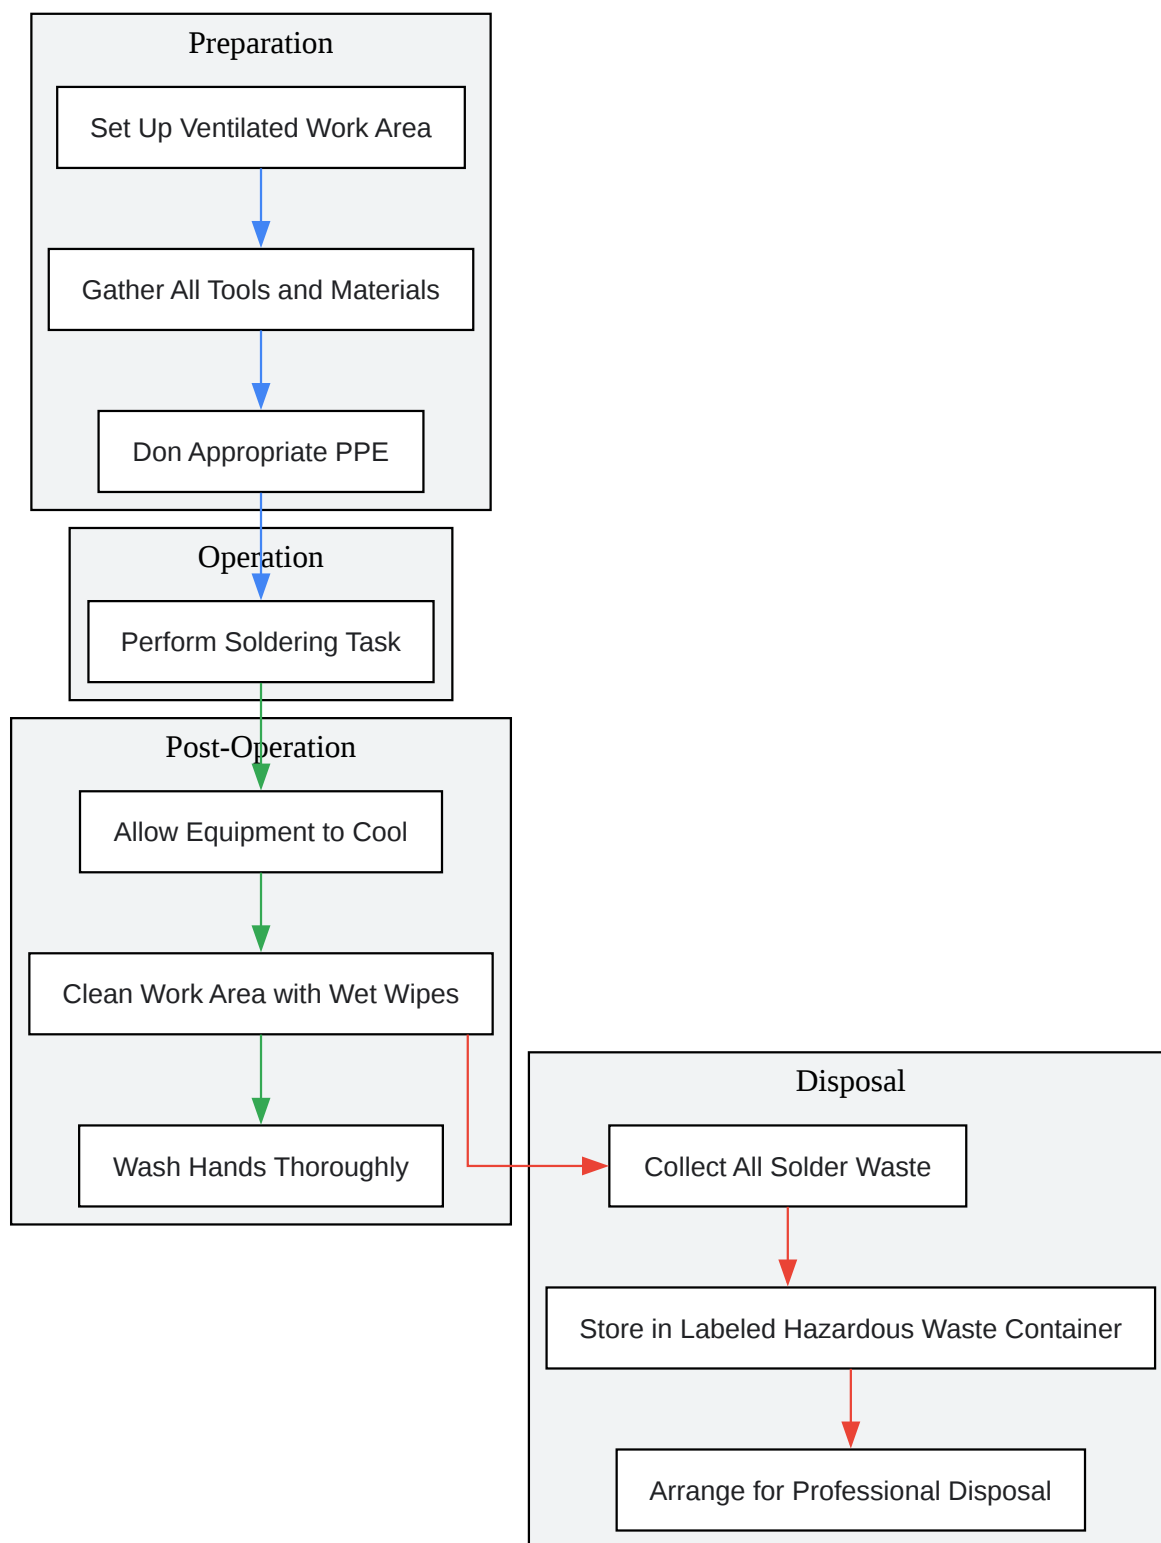 Preparation
Set Up Ventilated Work Area
Gather All Tools and Materials
Don Appropriate PPE
Operation
Perform Soldering Task
Post-Operation
Allow Equipment to Cool
Clean Work Area with Wet Wipes
Wash Hands Thoroughly
Disposal
Collect All Solder Waste
Store in Labeled Hazardous Waste Container
Arrange for Professional Disposal